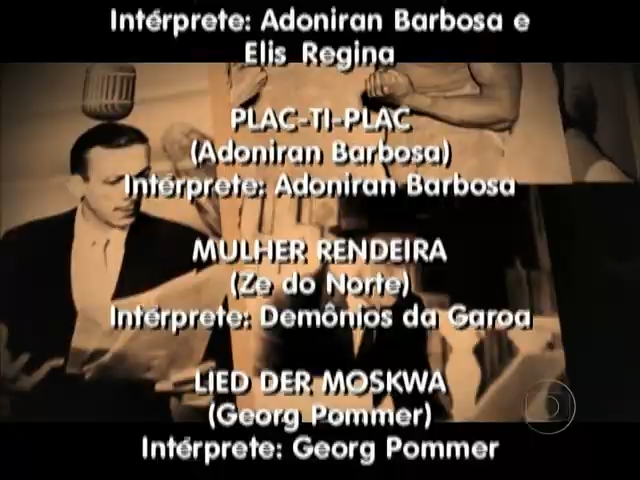 Intérprete: Adoniran Barbosa e
Elis Regina
PLAC-TI-PLAC
(Adoniran Barbosa)
Intérprete: Adoniran Barbosa
MULHER RENDEIRA
(Ze do Norte)
Intérprete: Demônios da Garoa
LIED DER MOSKWA
(Georg Pommer)
Intérprete: Georg Pommer